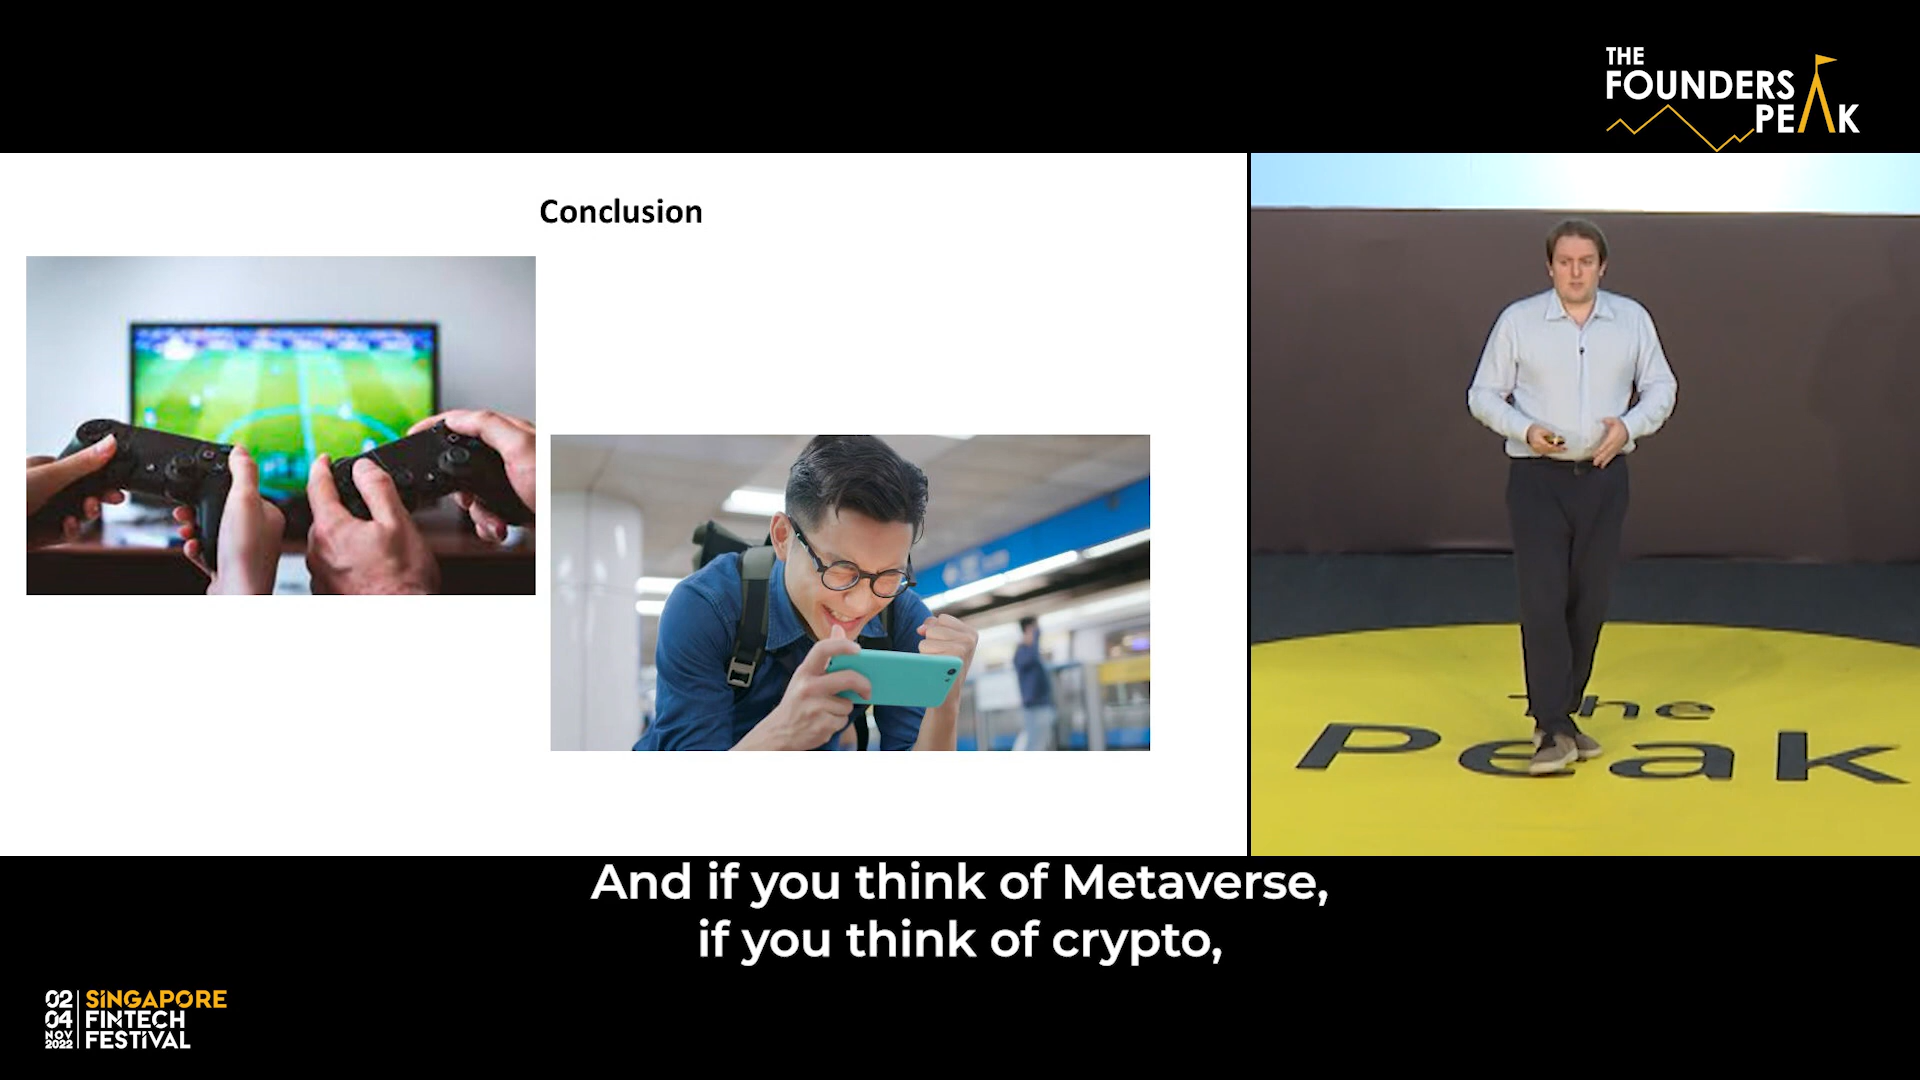 THE
FOUNDERS
PEAK
Conclusion
The
Peak
And if you think of Metaverse,
if you think of crypto,
02
04
NOV
2022
SINGAPORE
FINTECH
FESTIVAL